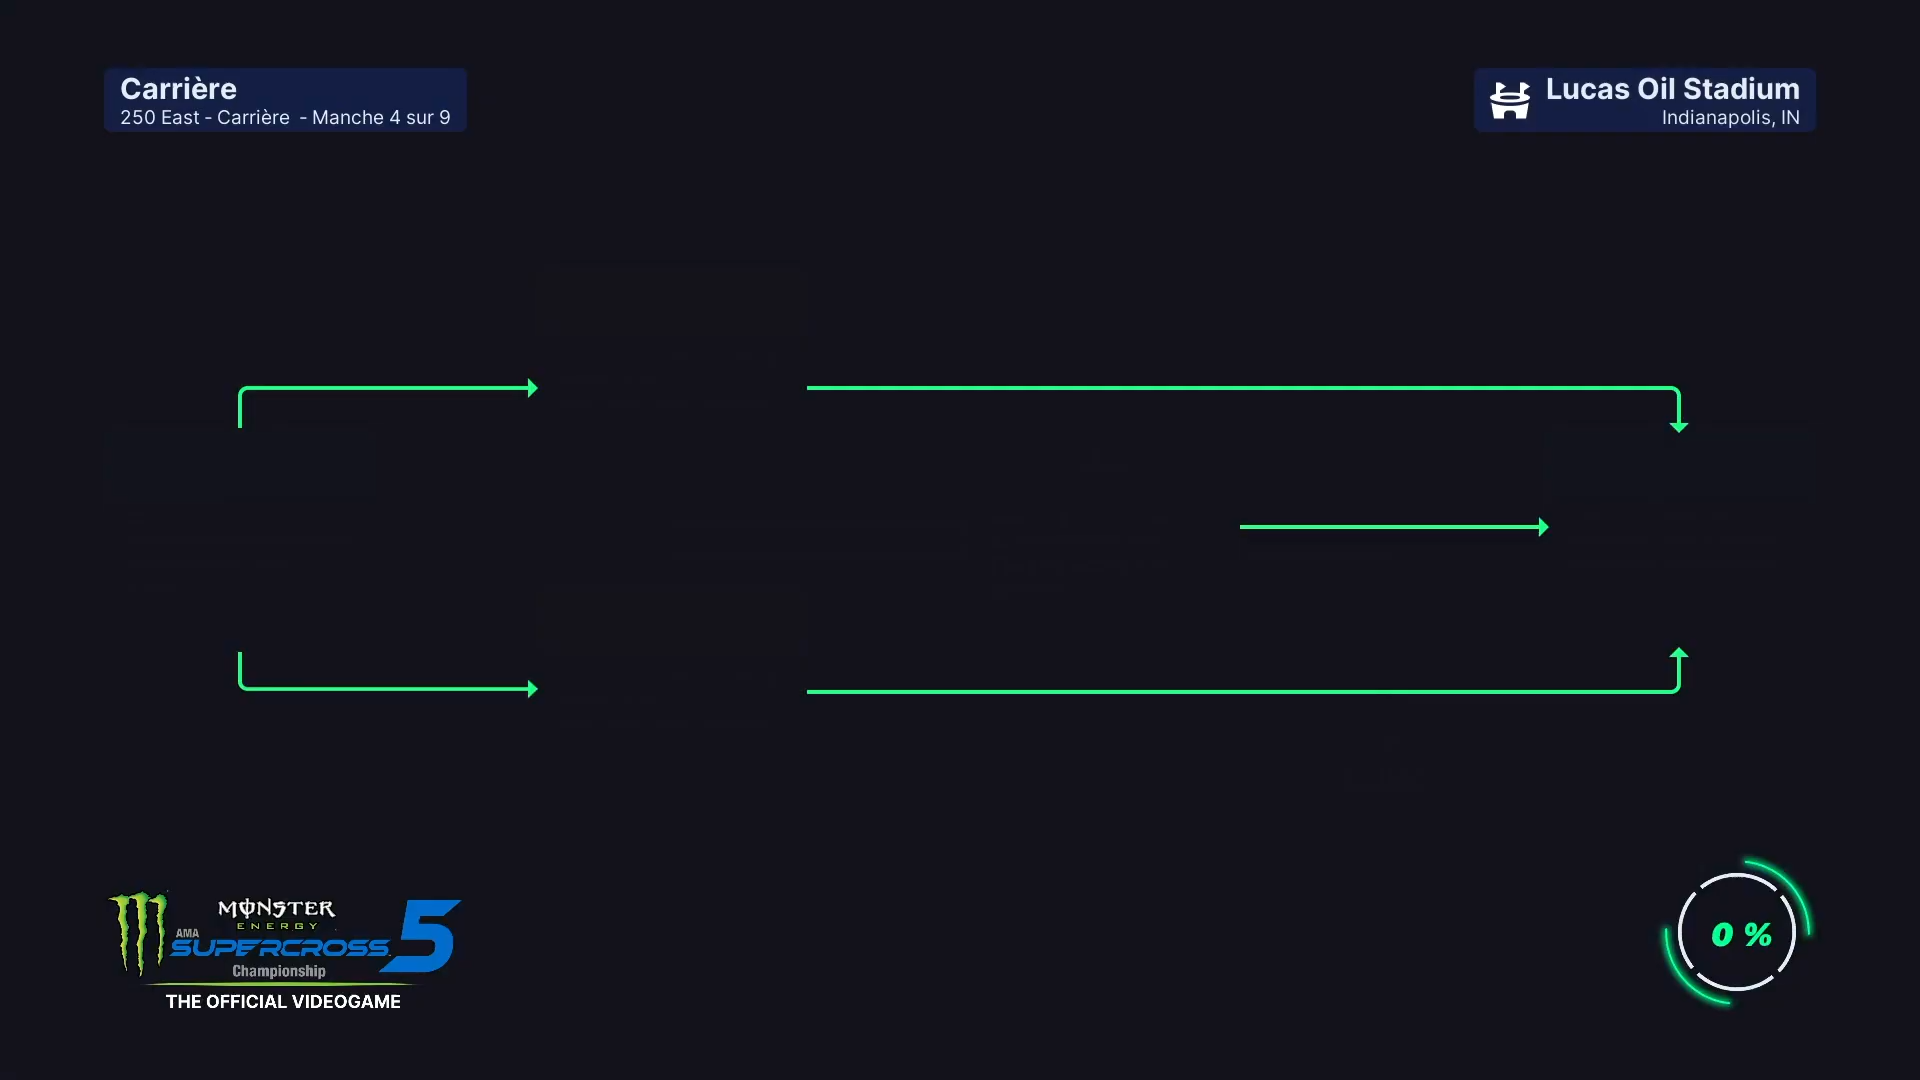 Carrière
250 East - Carrière - Manche 4 sur 9
Lucas Oil Stadium
Indianapolis, IN
MONSTER
ENERGY
AMA
SUPERCROSS
5
Championship
THE OFFICIAL VIDEOGAME
0 %